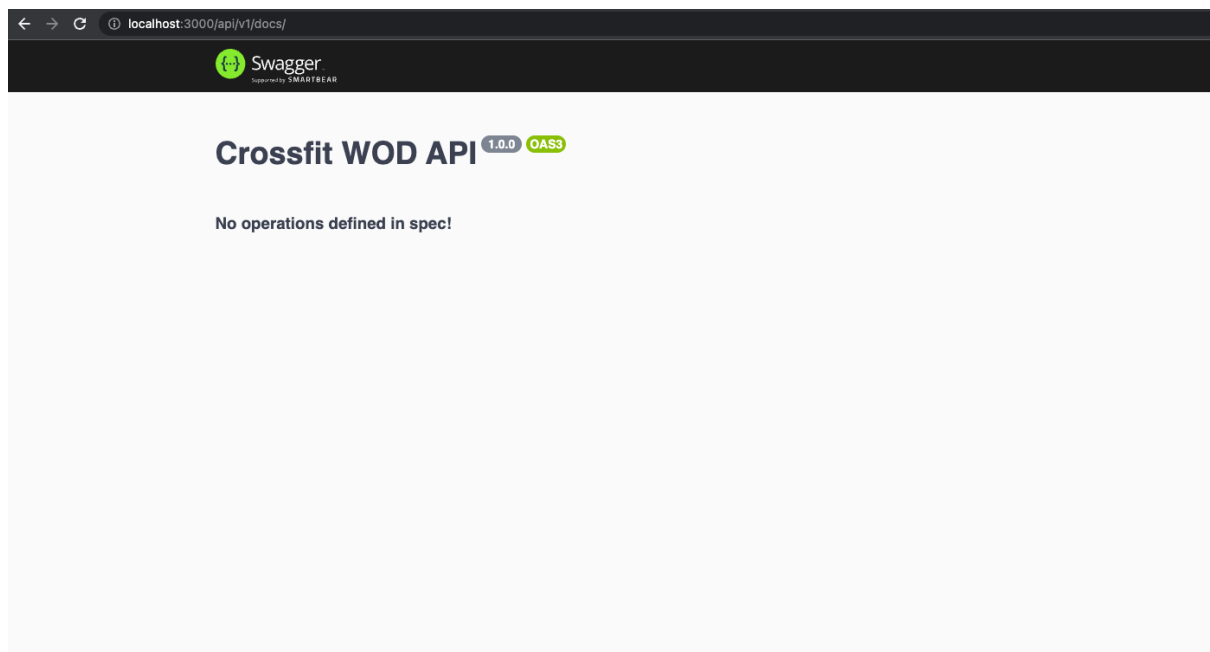 localhost:3000/api/v1/docs/
Swagger.
Supported by SMARTBEAR
Crossfit WOD API 1.0.0 OAS3
No operations defined in spec!